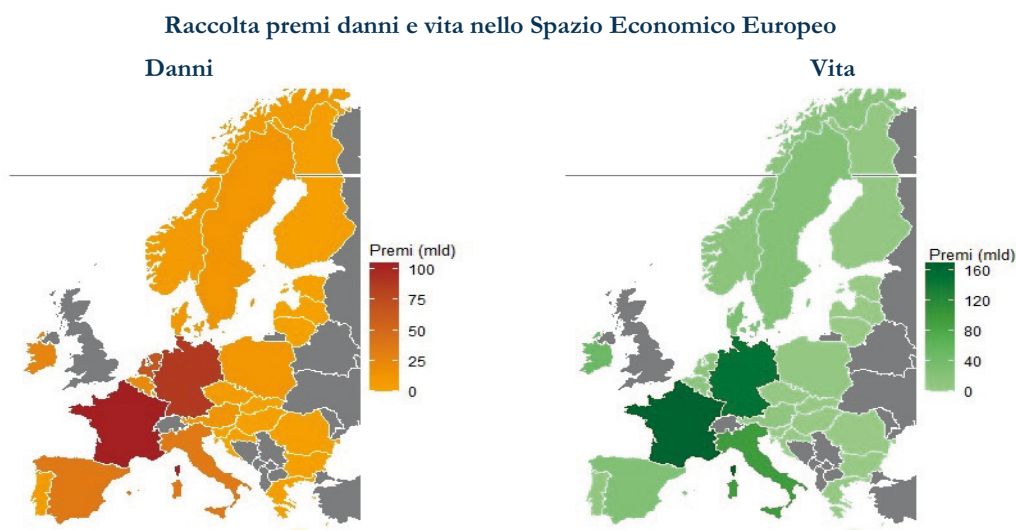 Raccolta premi danni e vita nello Spazio Economico Europeo
Danni
Vita
Premi (mld)
100
75
50
25
0
Premi (mld)
160
120
80
40
0